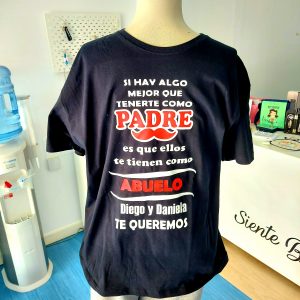 SI HAY ALGO
MEJOR QUE
TENERTE COMO
PADRE
es que ellos
te tienen como
ABUELO
Diego y Daniela
TE QUEREMOS
Siente B